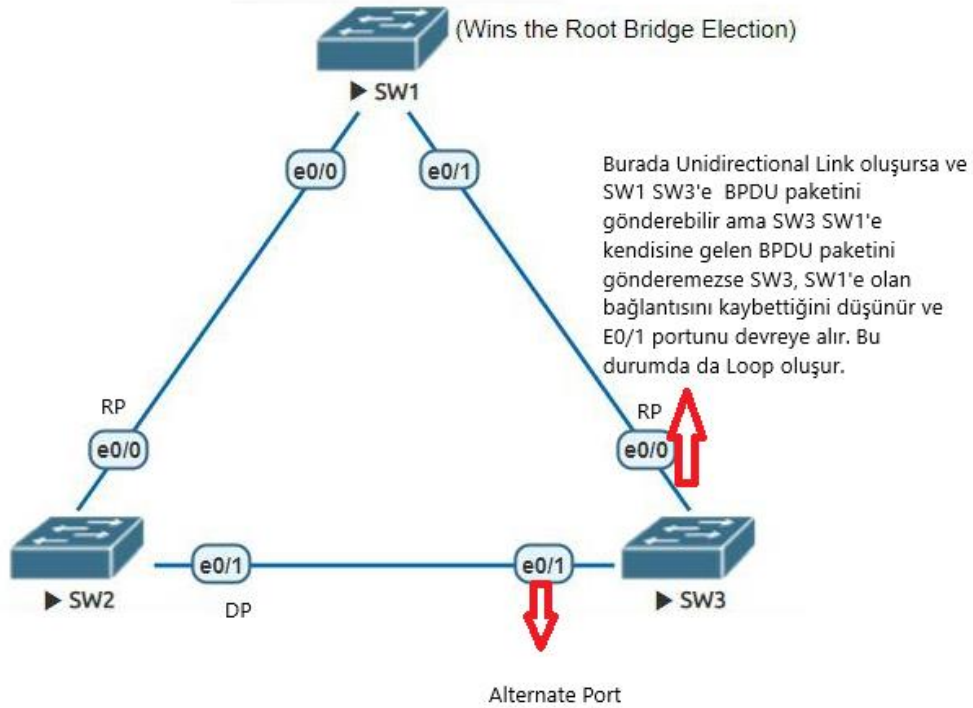 (Wins the Root Bridge Election)
SW1
e0/0
e0/1
Burada Unidirectional Link oluşursa ve
SW1 SW3'e BPDU paketini
gönderebilir ama SW3 SW1'e
kendisine gelen BPDU paketini
gönderemezse SW3, SW1'e olan
bağlantısını kaybettiğini düşünür ve
E0/1 portunu devreye alır. Bu
durumda da Loop oluşur.
RP
RP
e0/0
e0/0
e0/1
e0/1
SW2
DP
SW3
Alternate Port